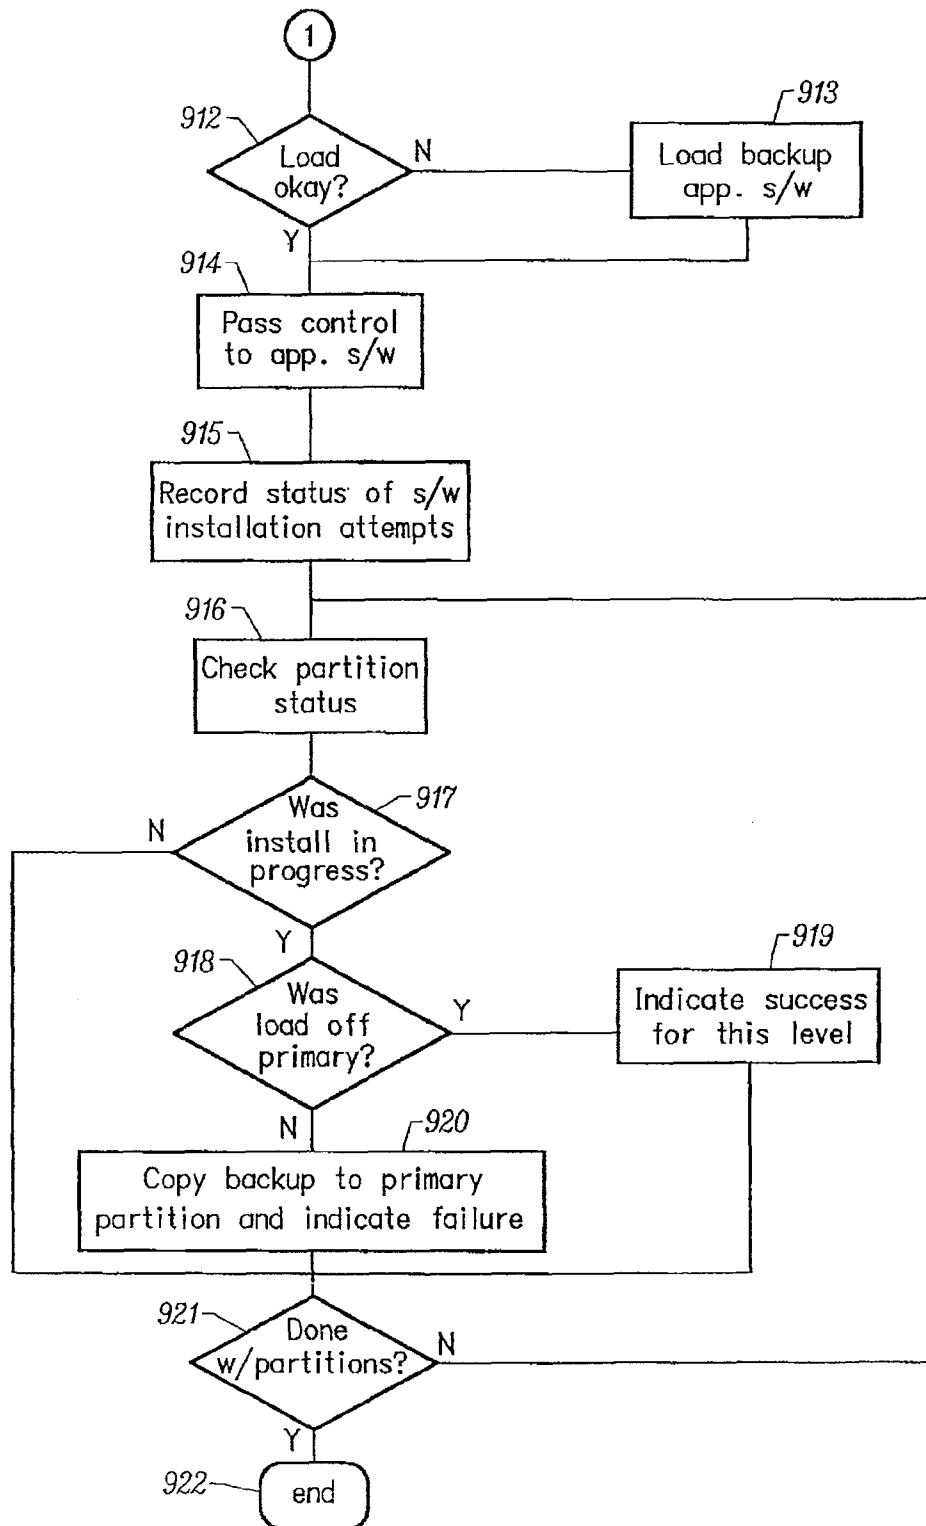 1
912
Load
okay?
N
Y
913
Load backup
app. s/w
914
Pass control
to app. s/w
915
Record status of s/w
installation attempts
916
Check partition
status
917
Was
install in
progress?
N
Y
918
Was
load off
primary?
Y
N
919
Indicate success
for this level
920
Copy backup to primary
partition and indicate failure
921
Done
w/partitions?
N
Y
922
end